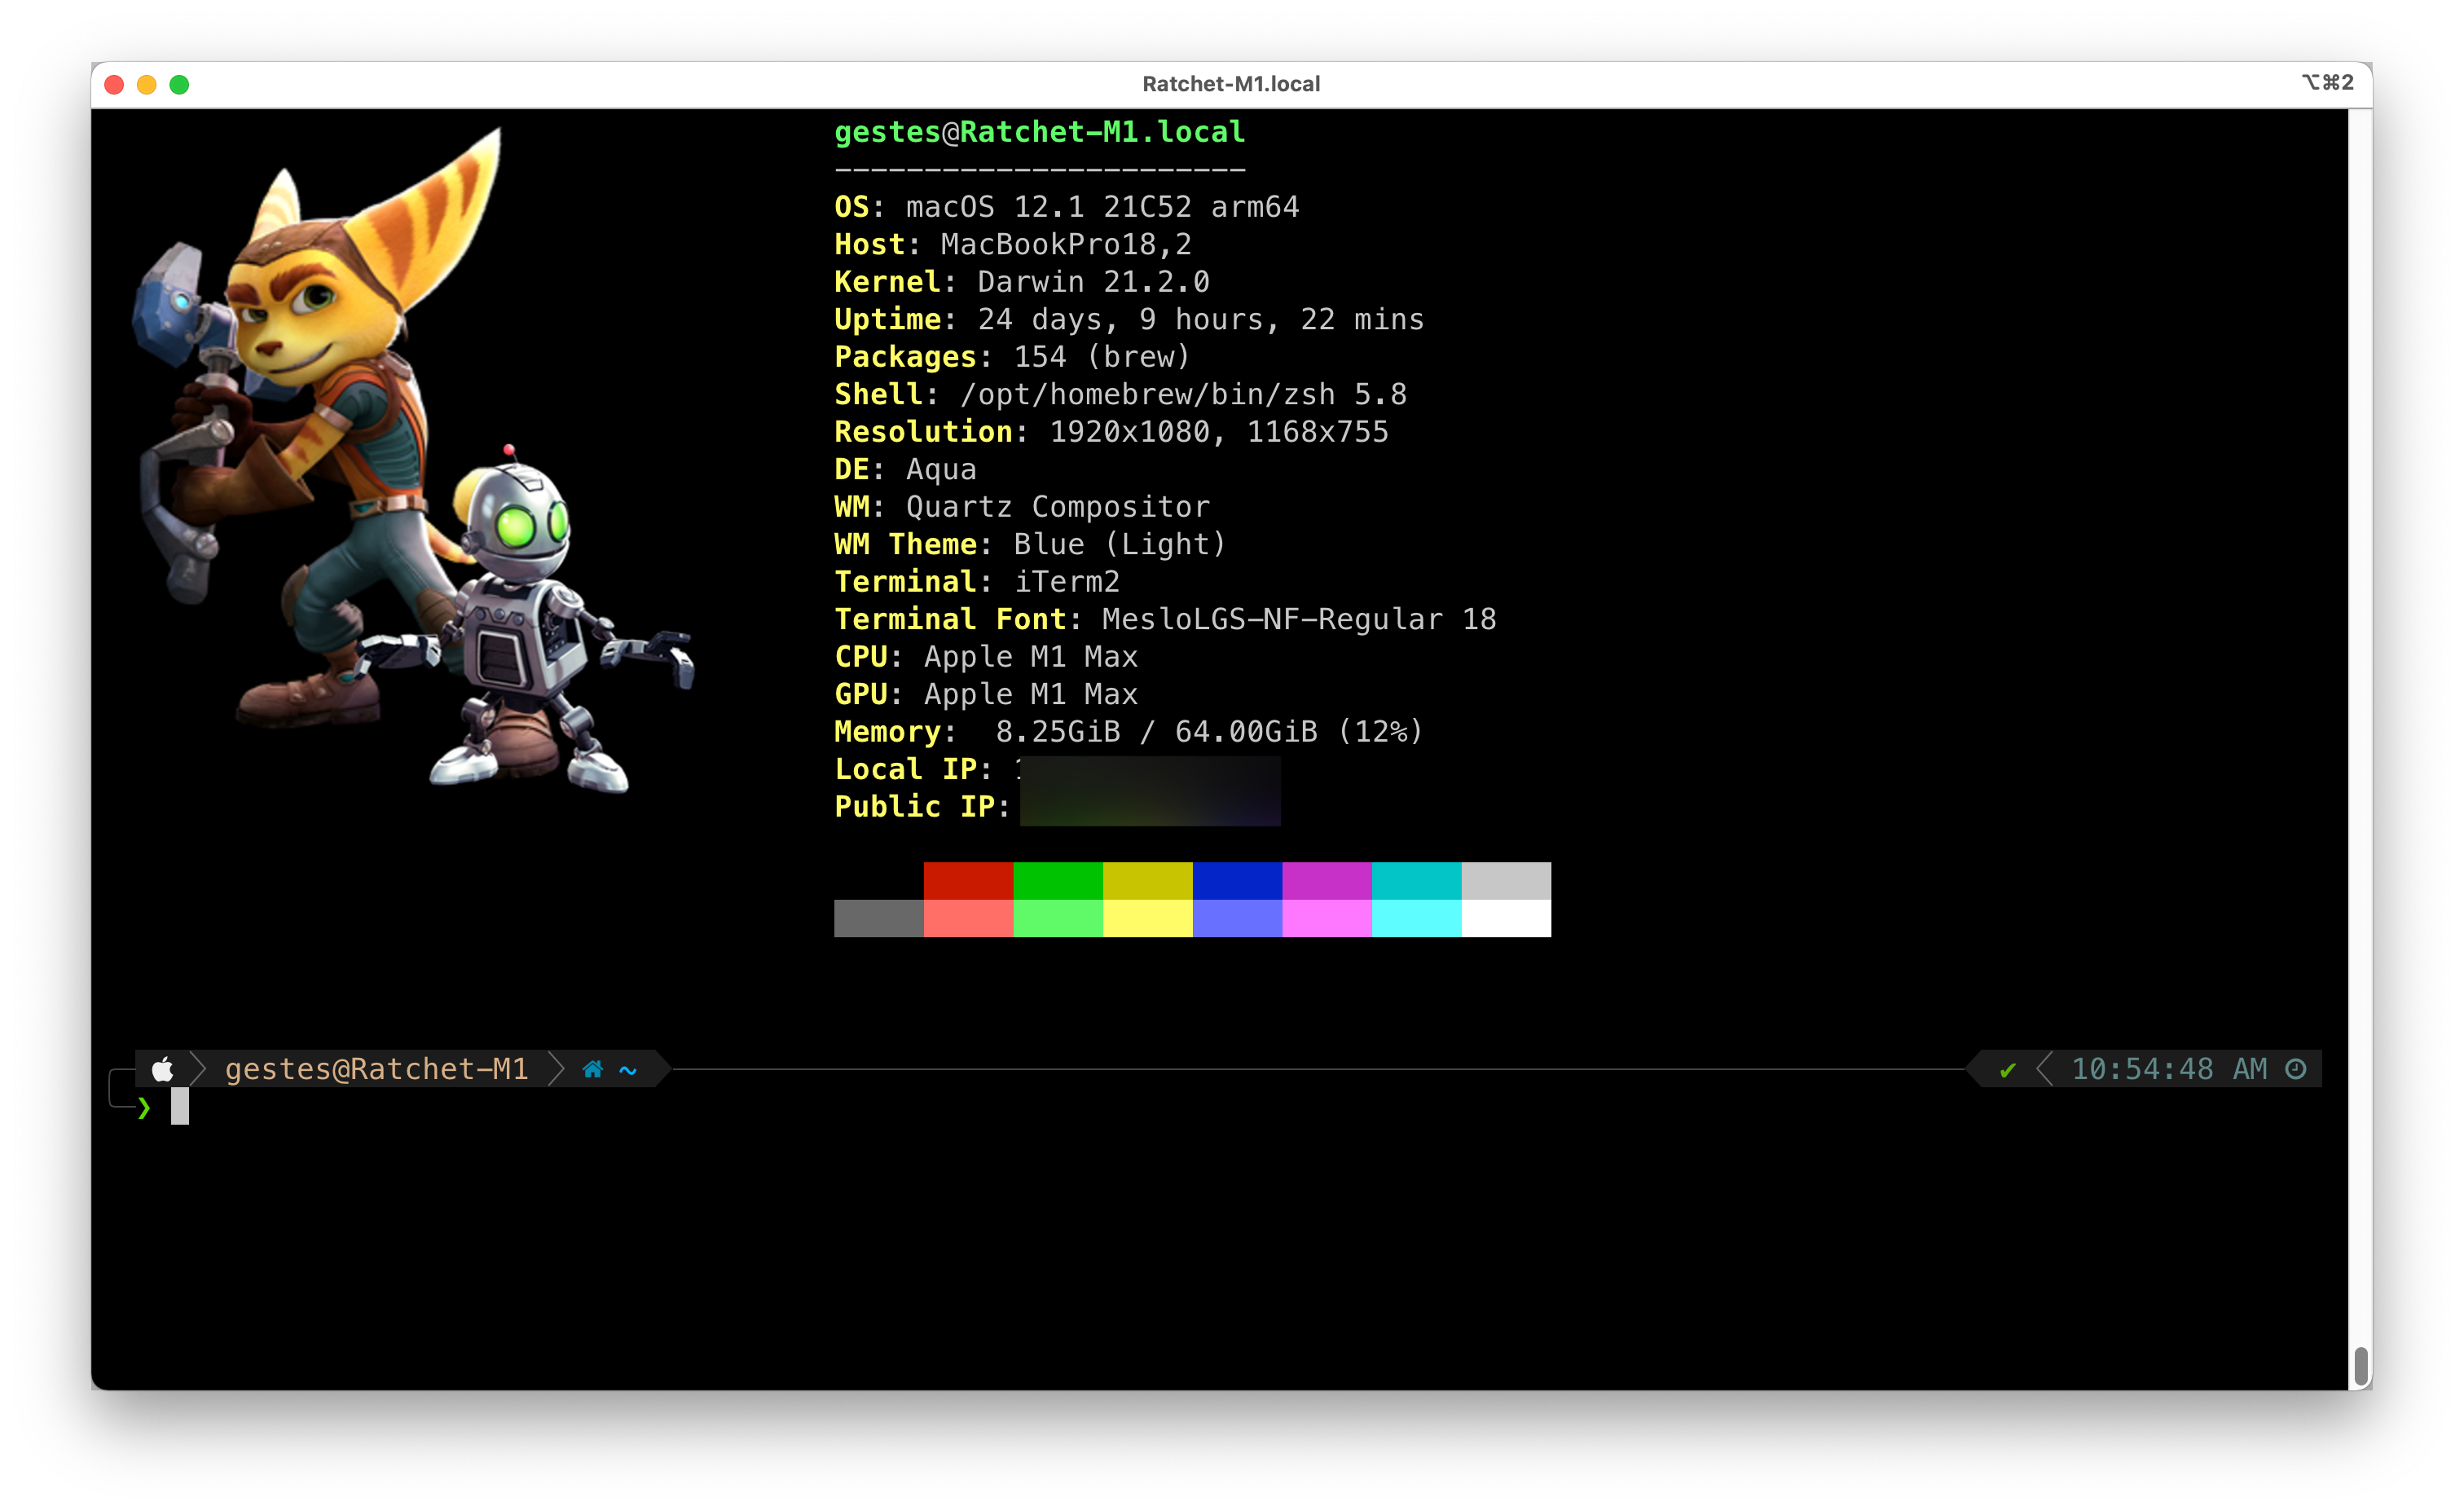 Ratchet-M1.local
⌥⌘2
gestes@Ratchet-M1.local
-----------------------
OS: macOS 12.1 21C52 arm64
Host: MacBookPro18,2
Kernel: Darwin 21.2.0
Uptime: 24 days, 9 hours, 22 mins
Packages: 154 (brew)
Shell: /opt/homebrew/bin/zsh 5.8
Resolution: 1920x1080, 1168x755
DE: Aqua
WM: Quartz Compositor
WM Theme: Blue (Light)
Terminal: iTerm2
Terminal Font: MesloLGS-NF-Regular 18
CPU: Apple M1 Max
GPU: Apple M1 Max
Memory:  8.25GiB / 64.00GiB (12%)
Local IP:
Public IP:
gestes@Ratchet-M1 ~ ✔ 10:54:48 AM
❯